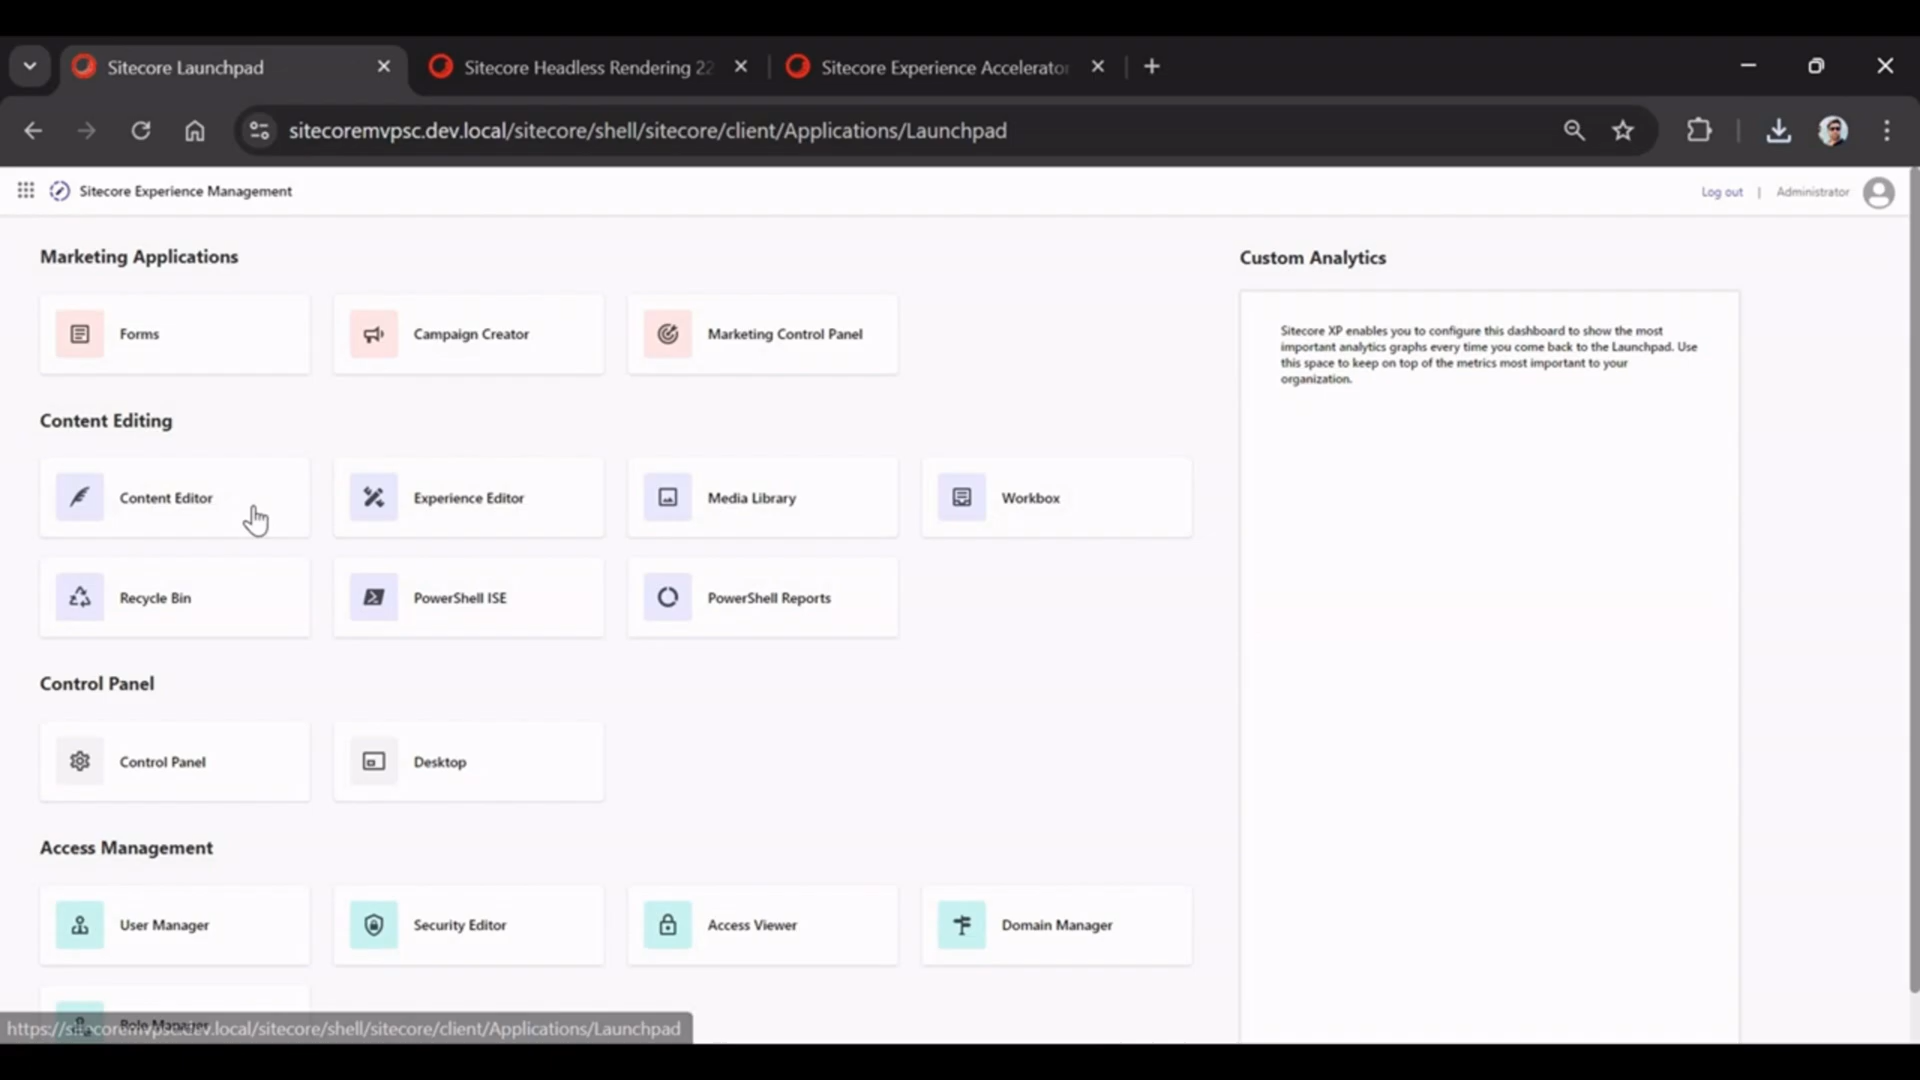 Sitecore Launchpad
Sitecore Headless Rendering 22
Sitecore Experience Accelerator
sitecoremvpsc.dev.local/sitecore/shell/sitecore/client/Applications/Launchpad
Sitecore Experience Management
Log out | Administrator
Marketing Applications
Forms
Campaign Creator
Marketing Control Panel
Content Editing
Content Editor
Experience Editor
Media Library
Workbox
Recycle Bin
PowerShell ISE
PowerShell Reports
Control Panel
Control Panel
Desktop
Access Management
User Manager
Security Editor
Access Viewer
Domain Manager
Role Manager
Custom Analytics
Sitecore XP enables you to configure this dashboard to show the most
important analytics graphs every time you come back to the Launchpad. Use
this space to keep on top of the metrics most important to your
organization.
https://sitecoremvpsc.dev.local/sitecore/shell/sitecore/client/Applications/Launchpad